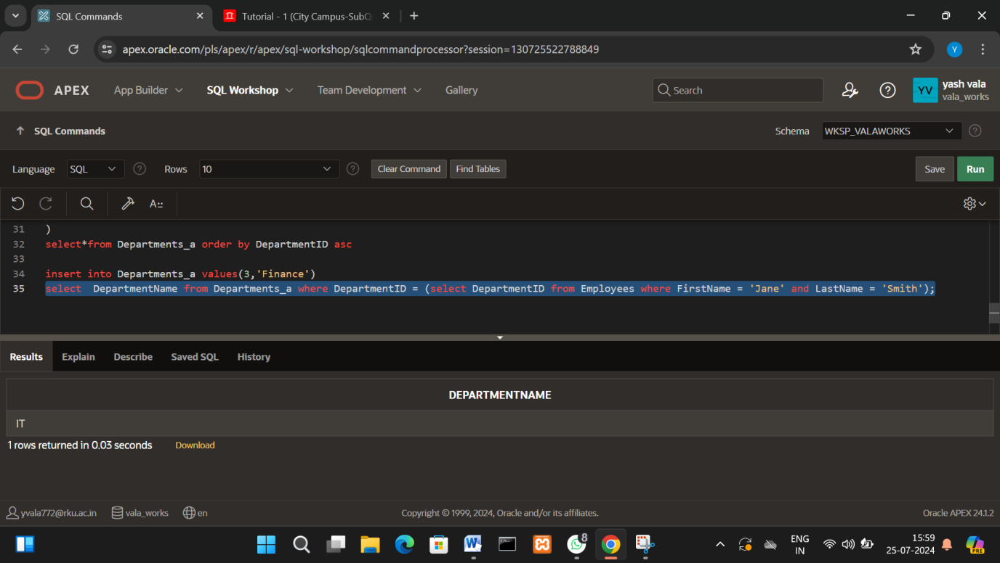 SQL Commands
Tutorial - 1 (City Campus-SubQ
apex.oracle.com/pls/apex/r/apex/sql-workshop/sqlcommandprocessor?session=130725522788849
Y
APEX
App Builder
SQL Workshop
Team Development
Gallery
Search
YV
yash vala
vala_works
SQL Commands
Schema
WKSP_VALAWORKS
Language
SQL
Rows
10
Clear Command
Find Tables
Save
Run
A::
31 )
32 select*from Departments_a order by DepartmentID asc
33
34 insert into Departments_a values(3,'Finance')
35 select  DepartmentName from Departments_a where DepartmentID = (select DepartmentID from Employees where FirstName = 'Jane' and LastName = 'Smith');
Results
Explain
Describe
Saved SQL
History
DEPARTMENTNAME
IT
1 rows returned in 0.03 seconds
Download
yvala772@rku.ac.in
vala_works
en
Copyright © 1999, 2024, Oracle and/or its affiliates.
Oracle APEX 24.1.2
8
ENG
IN
15:59
25-07-2024
PRE